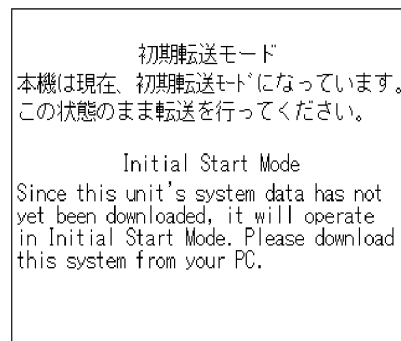 初期転送モード
本機は現在、初期転送ﾓｰﾄﾞになっています。
この状態のまま転送を行ってください。
Initial Start Mode
Since this unit's system data has not
yet been downloaded, it will operate
in Initial Start Mode. Please download
this system from your PC.